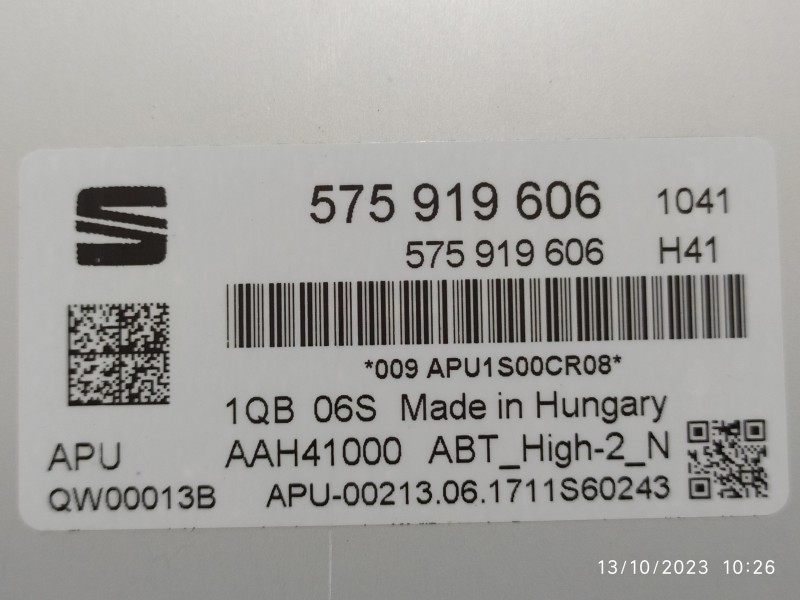 575 919 606 1041
575 919 606 H41
*009 APU1S00CR08*
1QB 06S Made in Hungary
APU AAH41000 ABT_High-2_N
QW00013B APU-00213.06.1711S60243
13/10/2023 10:26